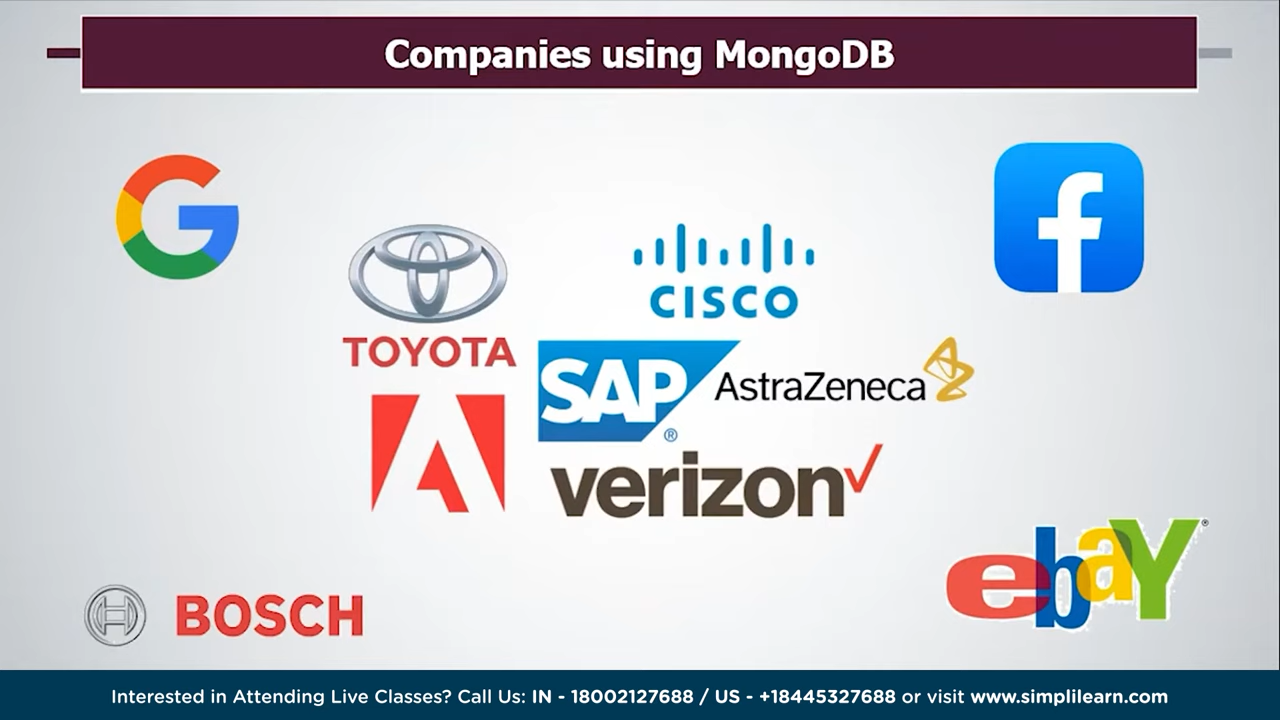 Companies using MongoDB
G
f
CISCO
TOYOTA
SAP
®
AstraZeneca
verizon✓
ebaY
®
BOSCH
Interested in Attending Live Classes? Call Us: IN - 18002127688 / US - +18445327688 or visit www.simplilearn.com